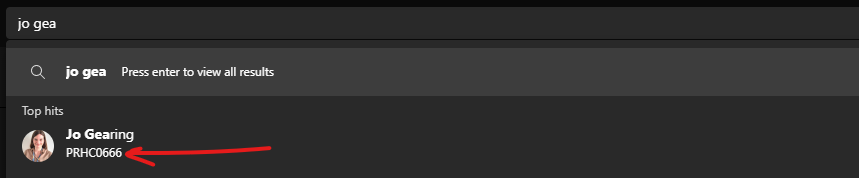 jo gea
jo gea Press enter to view all results
Top hits
Jo Gearing
PRHC0666